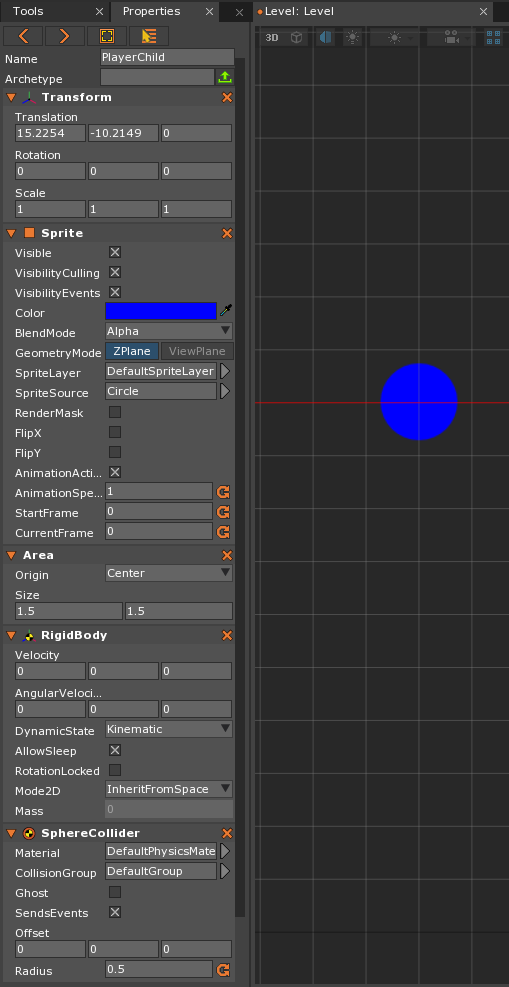 Tools Properties Level: Level
3D
Name PlayerChild
Archetype
Transform
Translation
15.2254 -10.2149 0
Rotation
0 0 0
Scale
1 1 1
Sprite
Visible
VisibilityCulling
VisibilityEvents
Color
BlendMode Alpha
GeometryMode ZPlane ViewPlane
SpriteLayer DefaultSpriteLayer
SpriteSource Circle
RenderMask
FlipX
FlipY
AnimationActi...
AnimationSpe... 1
StartFrame 0
CurrentFrame 0
Area
Origin Center
Size
1.5 1.5
RigidBody
Velocity
0 0 0
AngularVeloci...
0 0 0
DynamicState Kinematic
AllowSleep
RotationLocked
Mode2D InheritFromSpace
Mass 0
SphereCollider
Material DefaultPhysicsMate
CollisionGroup DefaultGroup
Ghost
SendsEvents
Offset
0 0 0
Radius 0.5